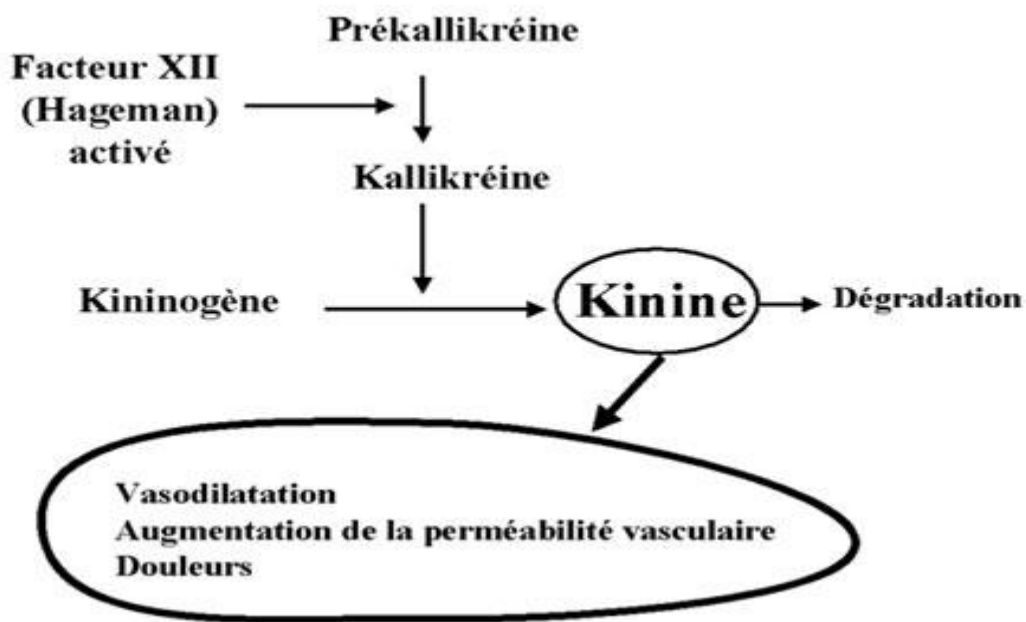 Prékallikréine
Facteur XII
(Hageman)
activé
Kallikréine
Kininogène
Kinine
Dégradation
Vasodilatation
Augmentation de la perméabilité vasculaire
Douleurs